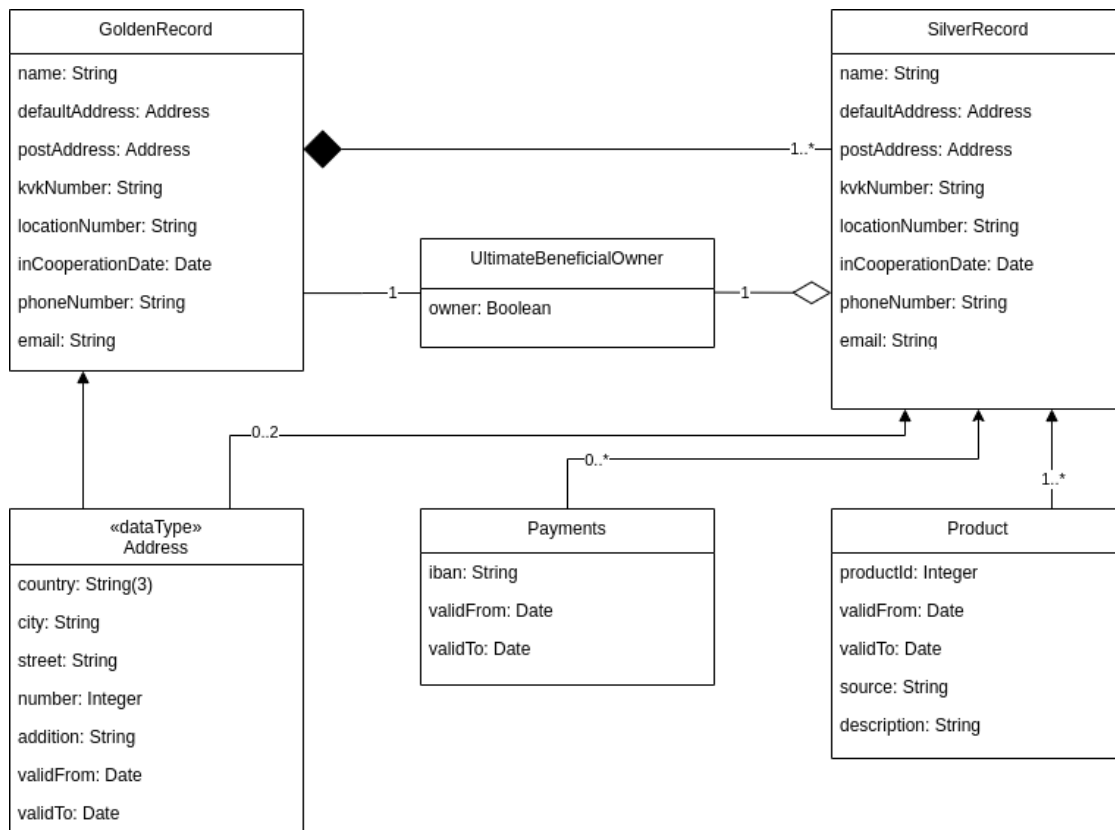 GoldenRecord
name: String
defaultAddress: Address
postAddress: Address
kvkNumber: String
locationNumber: String
inCooperationDate: Date
phoneNumber: String
email: String
SilverRecord
name: String
defaultAddress: Address
postAddress: Address
kvkNumber: String
locationNumber: String
inCooperationDate: Date
phoneNumber: String
email: String
1..*
UltimateBeneficialOwner
owner: Boolean
1
1
0..2
0..*
1..*
«dataType»
Address
country: String(3)
city: String
street: String
number: Integer
addition: String
validFrom: Date
validTo: Date
Payments
iban: String
validFrom: Date
validTo: Date
Product
productId: Integer
validFrom: Date
validTo: Date
source: String
description: String